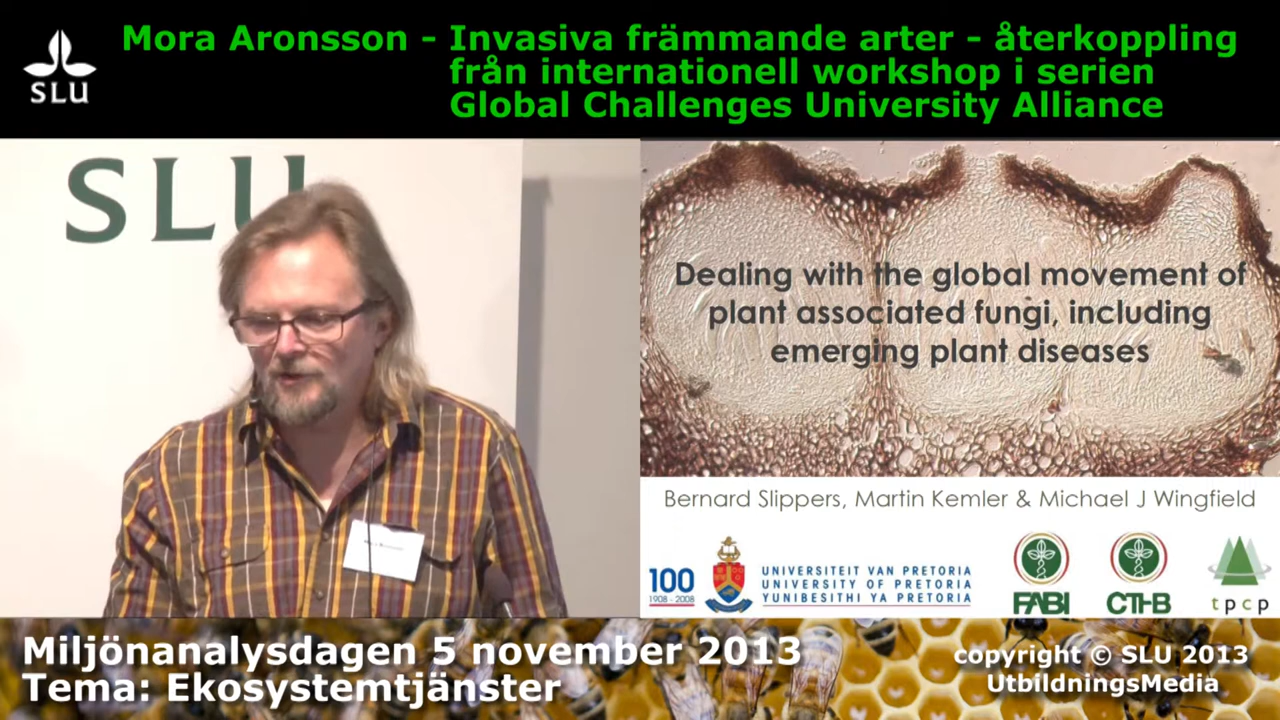 SLU
Mora Aronsson - Invasiva främmande arter - återkoppling
från internationell workshop i serien
Global Challenges University Alliance
SLU
Dealing with the global movement of
plant associated fungi, including
emerging plant diseases
Bernard Slippers, Martin Kemler & Michael J Wingfield
100
1908 - 2008
UNIVERSITEIT VAN PRETORIA
UNIVERSITY OF PRETORIA
YUNIBESITHI YA PRETORIA
FABI
CTHB
tpcp
Miljönanalysdagen 5 november 2013
Tema: Ekosystemtjänster
copyright © SLU 2013
UtbildningsMedia